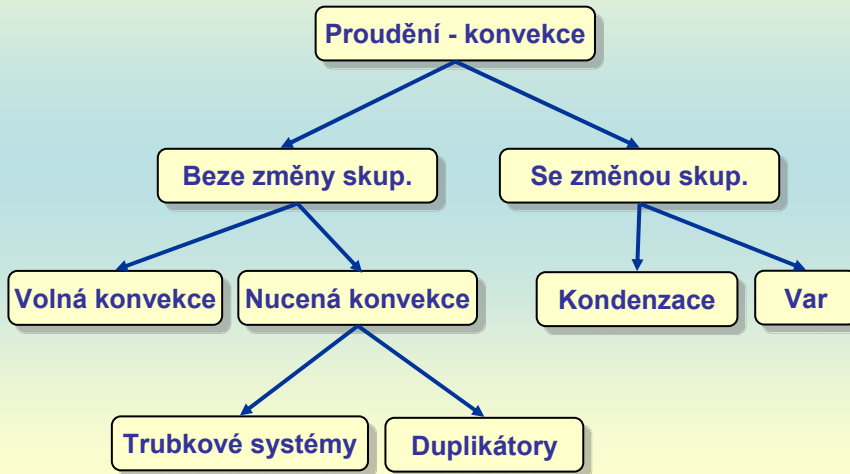 Proudění - konvekce
Beze změny skup.
Se změnou skup.
Volná konvekce
Nucená konvekce
Kondenzace
Var
Trubkové systémy
Duplikátory